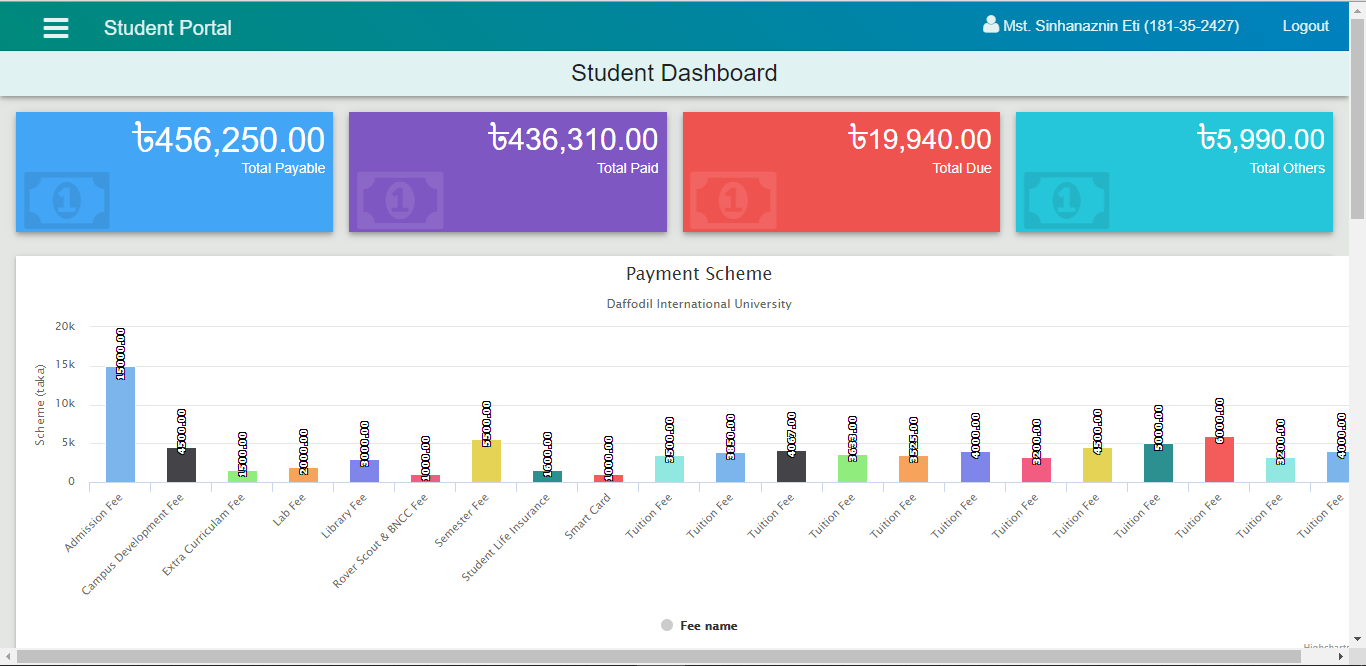 Student Portal
Mst. Sinhanaznin Eti (181-35-2427)
Logout
Student Dashboard
৳456,250.00
Total Payable
৳436,310.00
Total Paid
৳19,940.00
Total Due
৳5,990.00
Total Others
1
1
1
1
Payment Scheme
Daffodil International University
Scheme (taka)
20k
15k
10k
5k
0
15000.00
4500.00
1500.00
2000.00
3000.00
1000.00
5500.00
1600.00
1000.00
3500.00
3850.00
4067.00
3633.00
3525.00
4000.00
3200.00
4500.00
5000.00
6000.00
3200.00
4000.00
Admission Fee
Campus Development Fee
Extra Curriculam Fee
Lab Fee
Library Fee
Rover Scout & BNCC Fee
Semester Fee
Student Life Insurance
Smart Card
Tuition Fee
Tuition Fee
Tuition Fee
Tuition Fee
Tuition Fee
Tuition Fee
Tuition Fee
Tuition Fee
Tuition Fee
Tuition Fee
Tuition Fee
Tuition Fee
Fee name